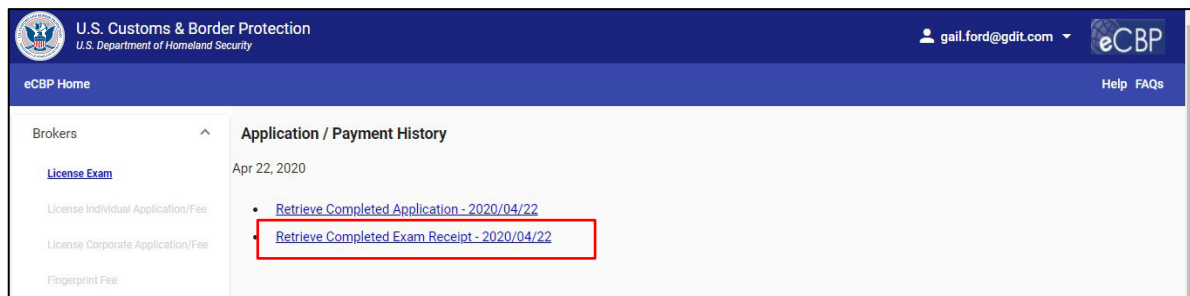 U.S. Customs & Border Protection
U.S. Department of Homeland Security
gail.ford@gdit.com
eCBP
eCBP Home
Help FAQs
Brokers
License Exam
License Individual Application/Fee
License Corporate Application/Fee
Fingerprint Fee
Application / Payment History
Apr 22, 2020
Retrieve Completed Application - 2020/04/22
Retrieve Completed Exam Receipt - 2020/04/22